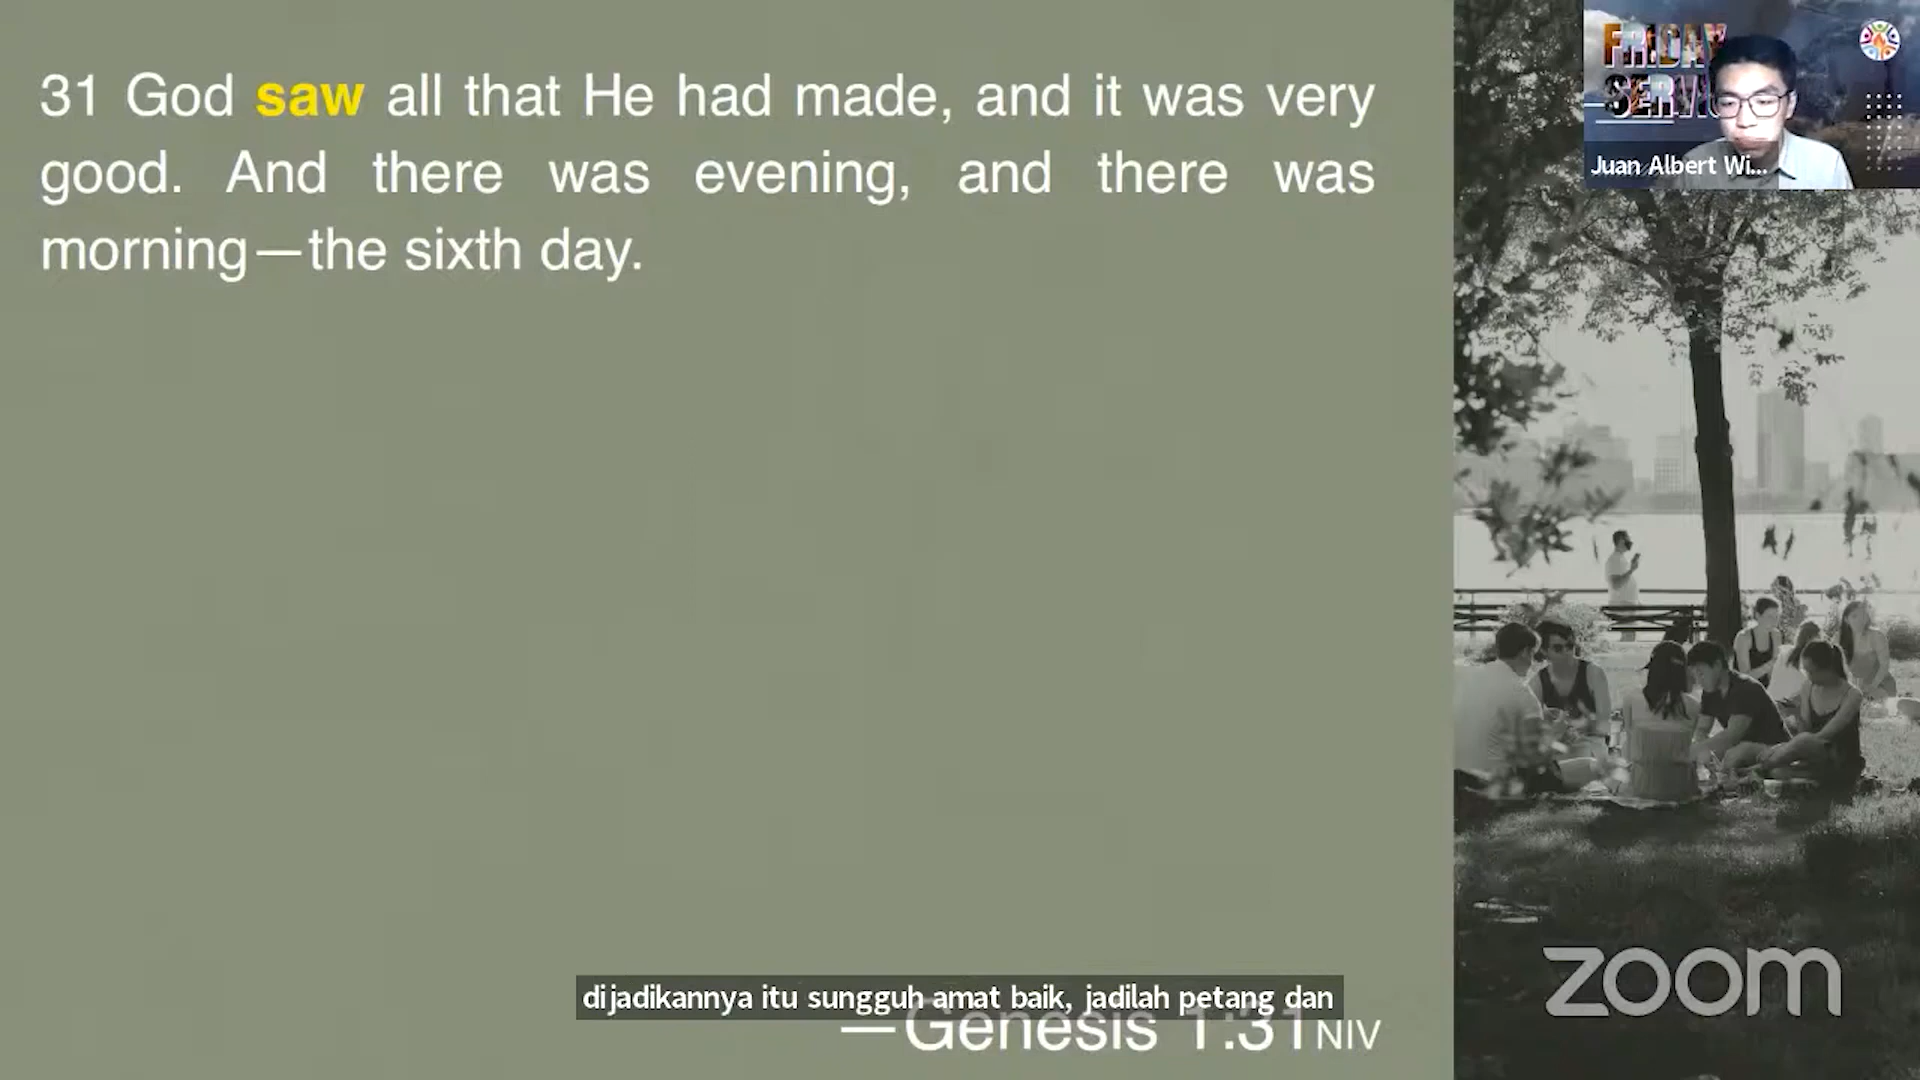 31 God saw all that He had made, and it was very
good. And there was evening, and there was
morning—the sixth day.
FRIDAY
Juan Albert Wi...
dijadikannya itu sungguh amat baik, jadilah petang dan
—Genesis 1:31 NIV
zoom